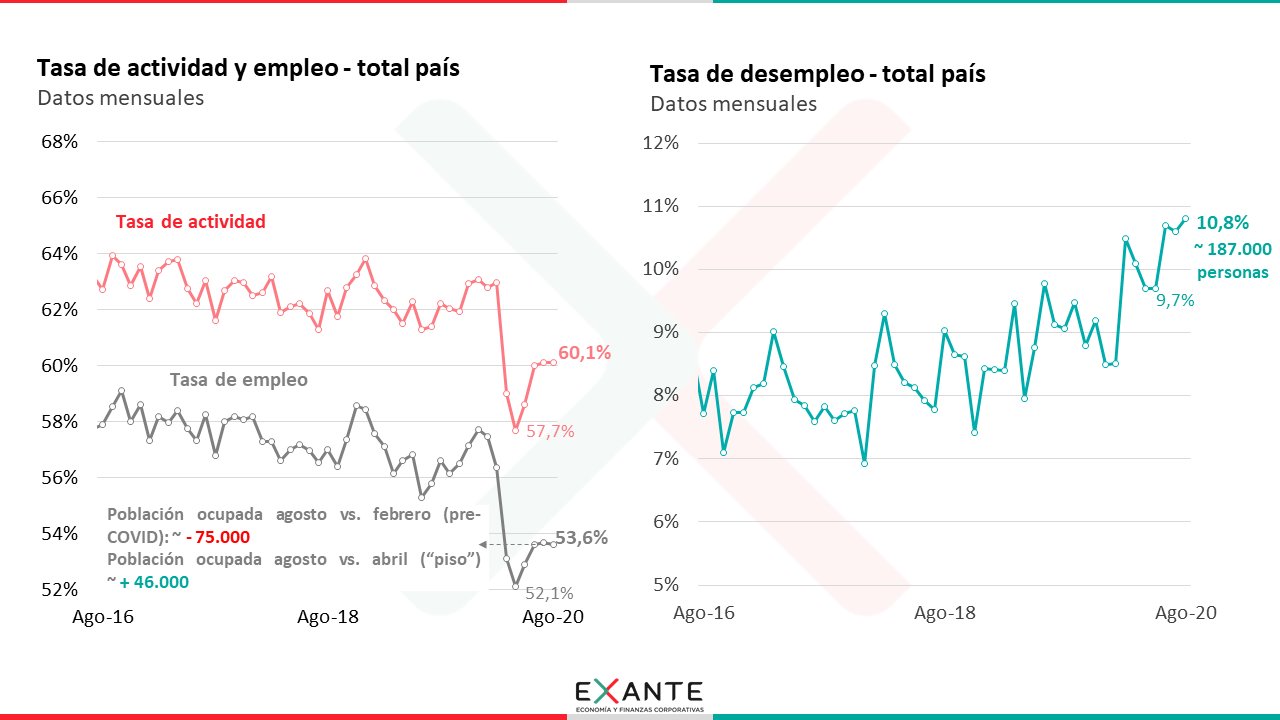 Tasa de actividad y empleo - total país
Datos mensuales
68%
66%
64%
62%
60%
58%
56%
54%
52%
Tasa de actividad
Tasa de empleo
60,1%
57,7%
53,6%
52,1%
Población ocupada agosto vs. febrero (pre-
COVID): ~ - 75.000
Población ocupada agosto vs. abril (“piso”)
~ + 46.000
Ago-16
Ago-18
Ago-20
Tasa de desempleo - total país
Datos mensuales
12%
11%
10%
9%
8%
7%
6%
5%
10,8%
~ 187.000
personas
9,7%
Ago-16
Ago-18
Ago-20
EXANTE
ECONOMÍA Y FINANZAS CORPORATIVAS